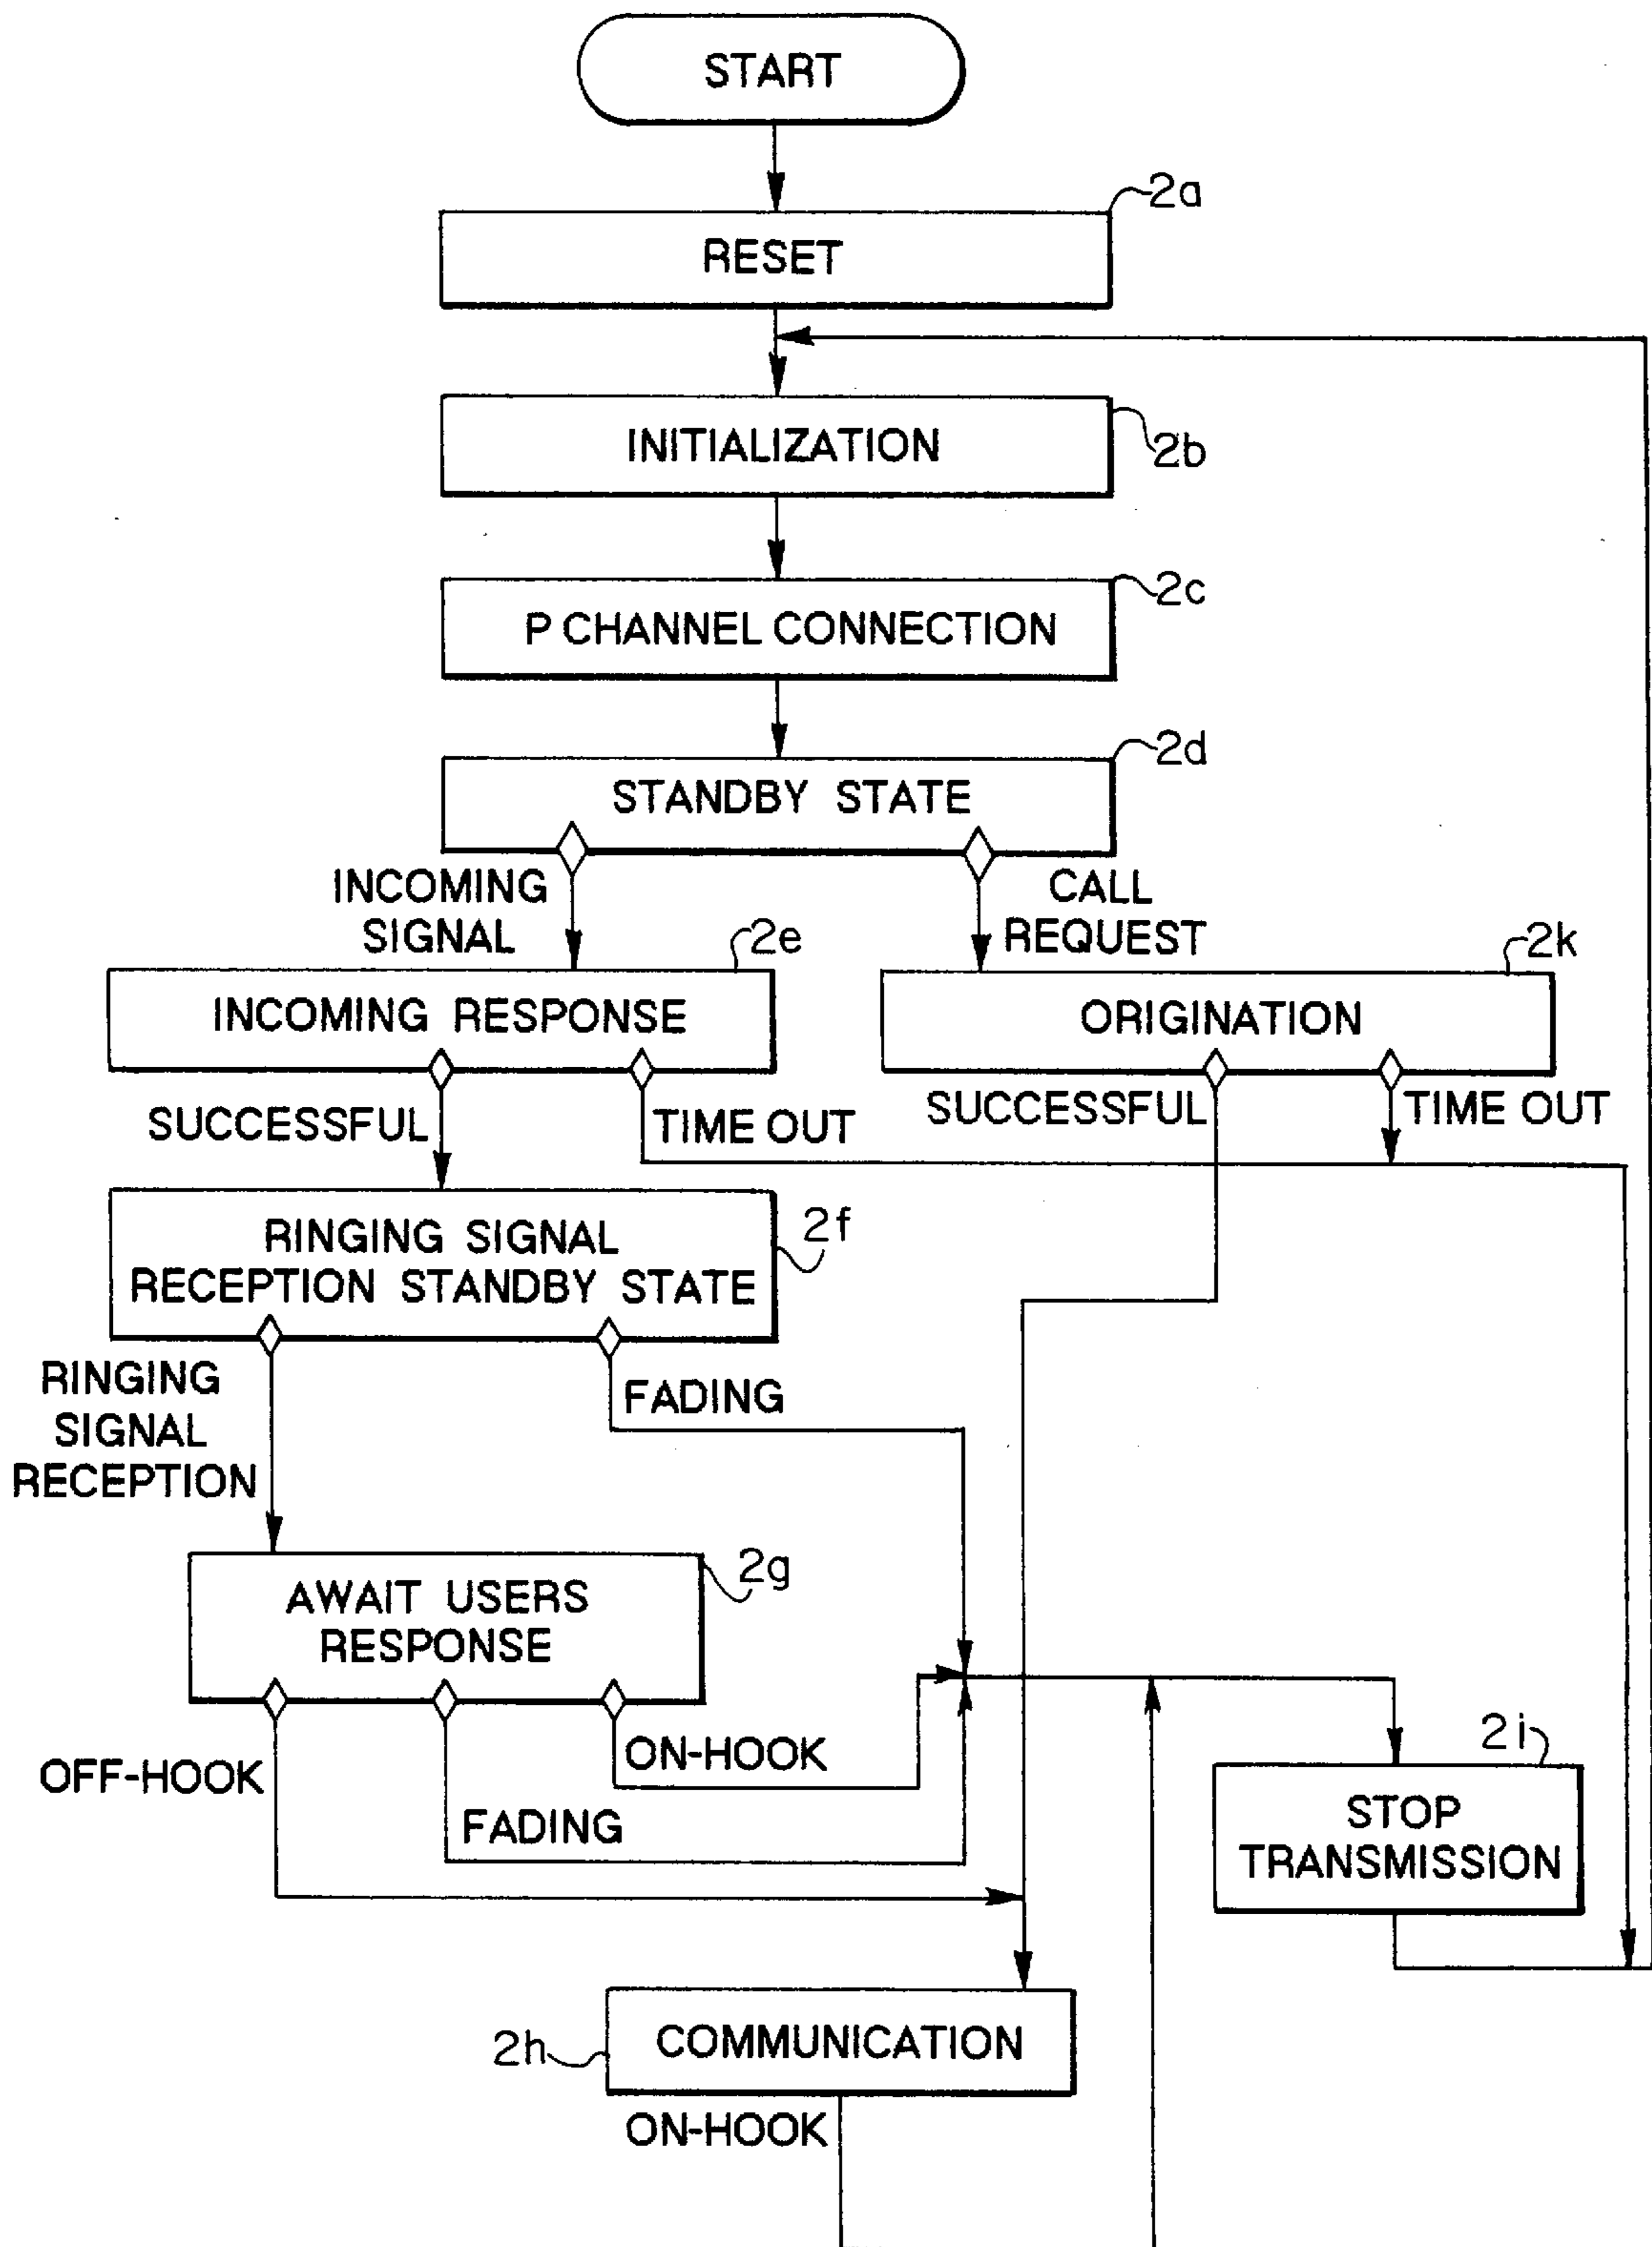 START
2a
RESET
INITIALIZATION
2b
2c
P CHANNEL CONNECTION
2d
STANDBY STATE
INCOMING
SIGNAL
CALL
REQUEST
2e
2k
INCOMING RESPONSE
ORIGINATION
SUCCESSFUL
TIME OUT
SUCCESSFUL
TIME OUT
2f
RINGING SIGNAL
RECEPTION STANDBY STATE
RINGING
SIGNAL
RECEPTION
FADING
2g
AWAIT USERS
RESPONSE
OFF-HOOK
ON-HOOK
FADING
2i
STOP
TRANSMISSION
2h
COMMUNICATION
ON-HOOK